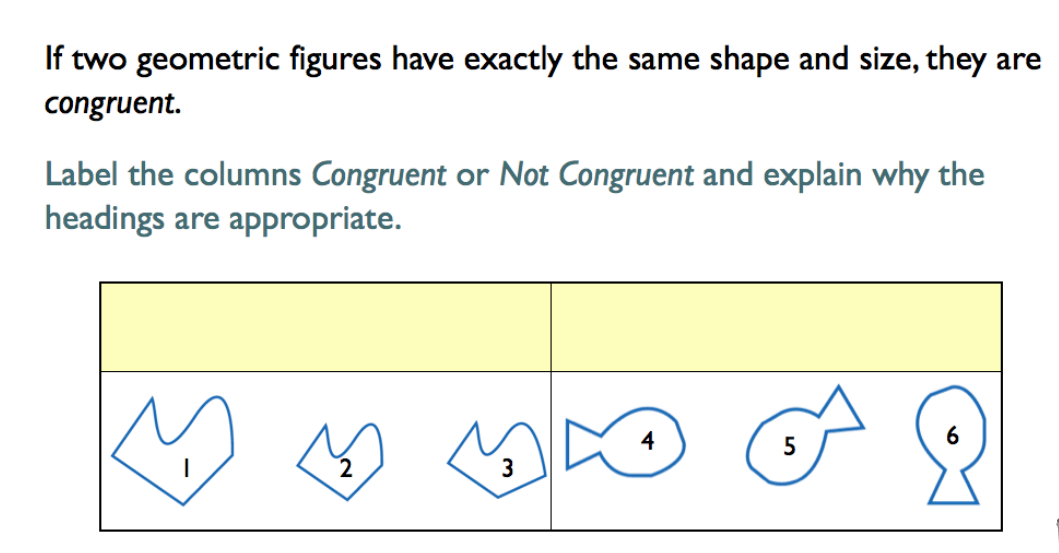 If two geometric figures have exactly the same shape and size, they are
congruent.
Label the columns Congruent or Not Congruent and explain why the
headings are appropriate.
1 2 3 4 5 6